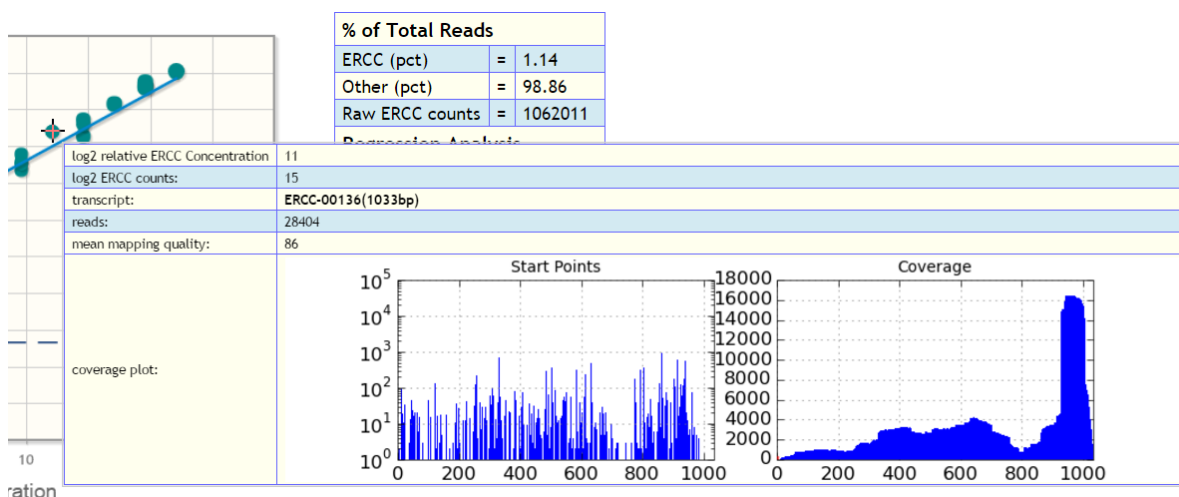 % of Total Reads
ERCC (pct) = 1.14
Other (pct) = 98.86
Raw ERCC counts = 1062011
Regression Analysis
log2 relative ERCC Concentration 11
log2 ERCC counts: 15
transcript: ERCC-00136(1033bp)
reads: 28404
mean mapping quality: 86
coverage plot:
Start Points
10^5
10^4
10^3
10^2
10^1
10^0
0 200 400 600 800 1000
Coverage
18000
16000
14000
12000
10000
8000
6000
4000
2000
0
0 200 400 600 800 1000
10
ration